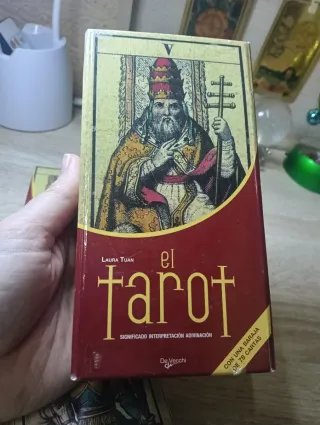 V
LAURA TUAN
el
tarot
SIGNIFICADO INTERPRETACIÓN ADIVINACIÓN
De Vecchi
CON UNA BARAJA
DE 78 CARTAS